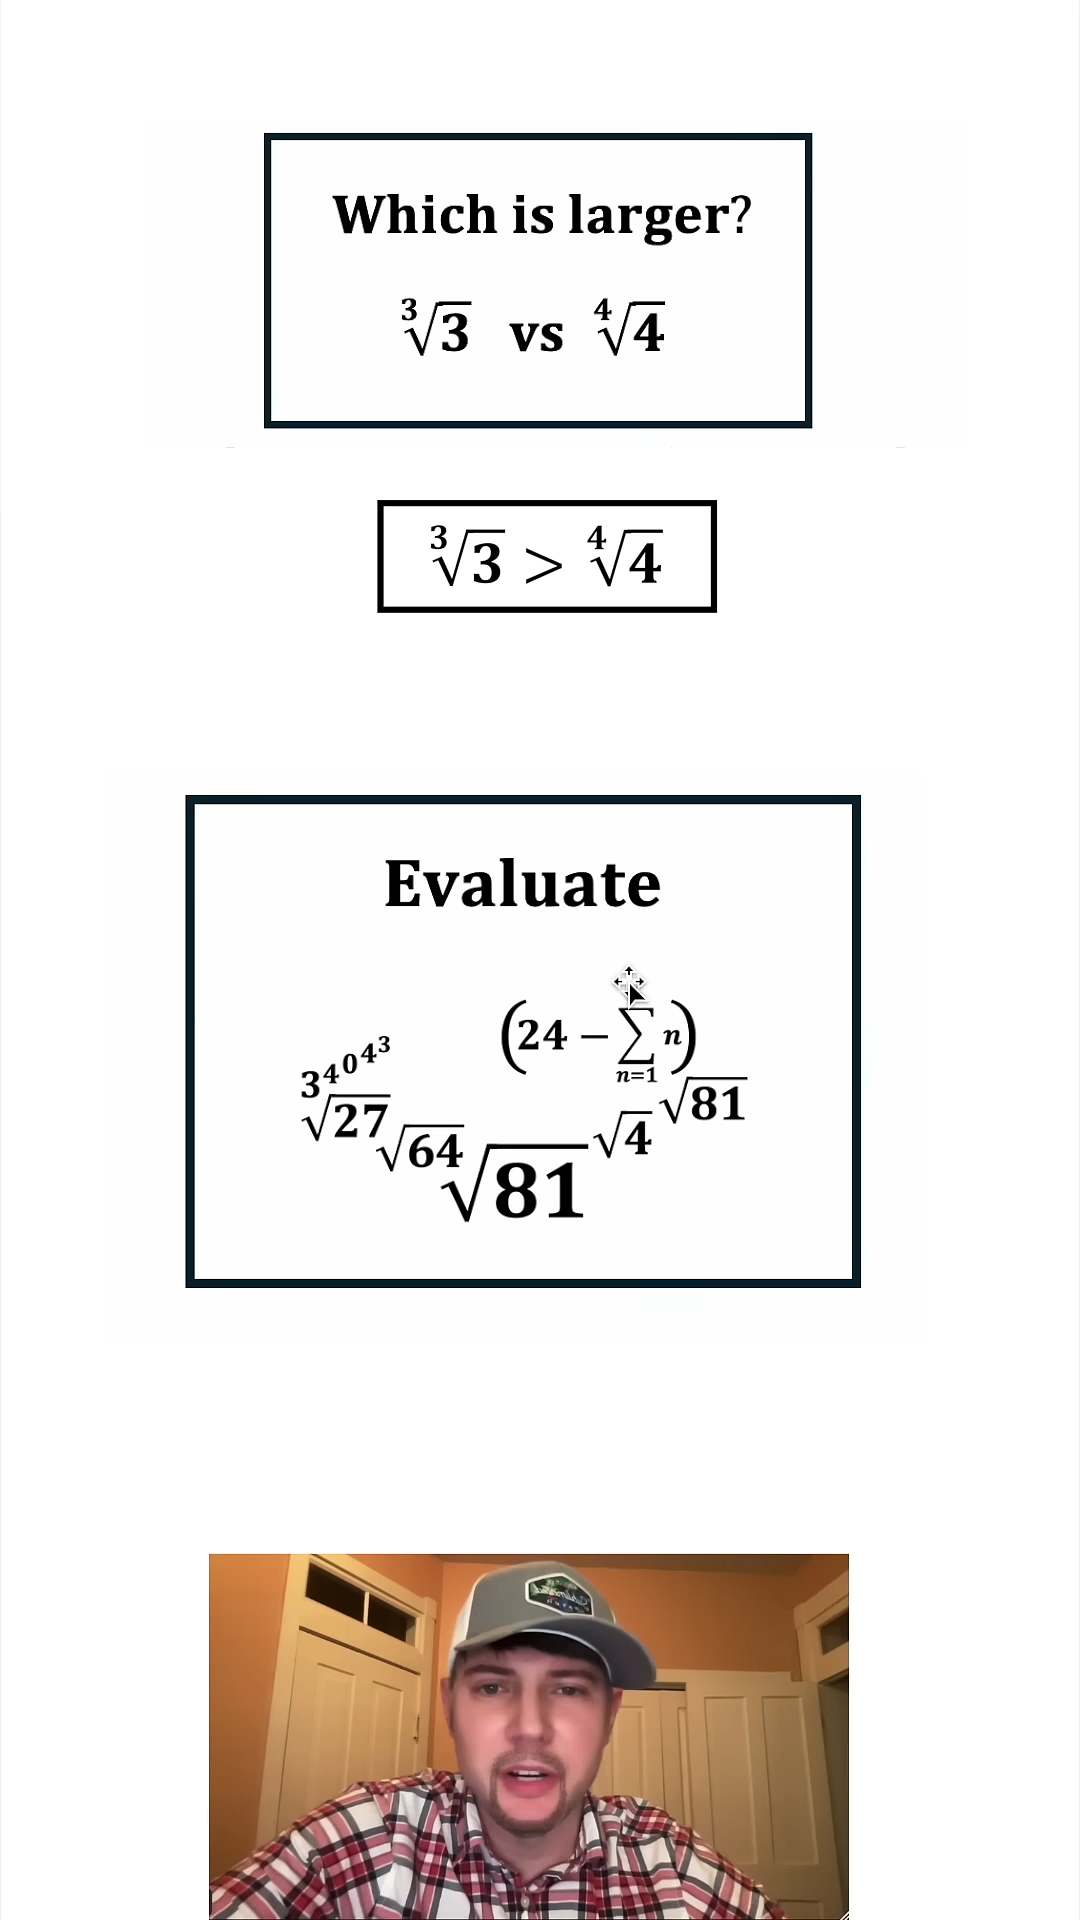 Which is larger?
∛3 vs ∜4
∛3 > ∜4
Evaluate
3^4^0^4^3 √27 √64 √81 √4 (24 − ∑ n=1 n) √81